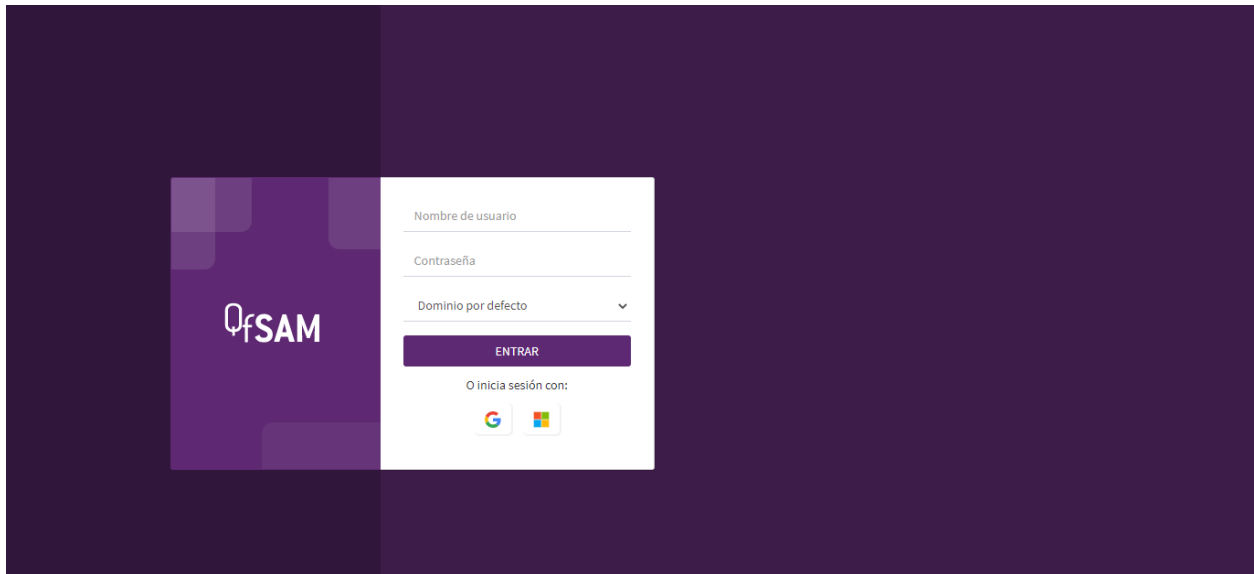 QfSAM
Nombre de usuario
Contraseña
Dominio por defecto
ENTRAR
O inicia sesión con: